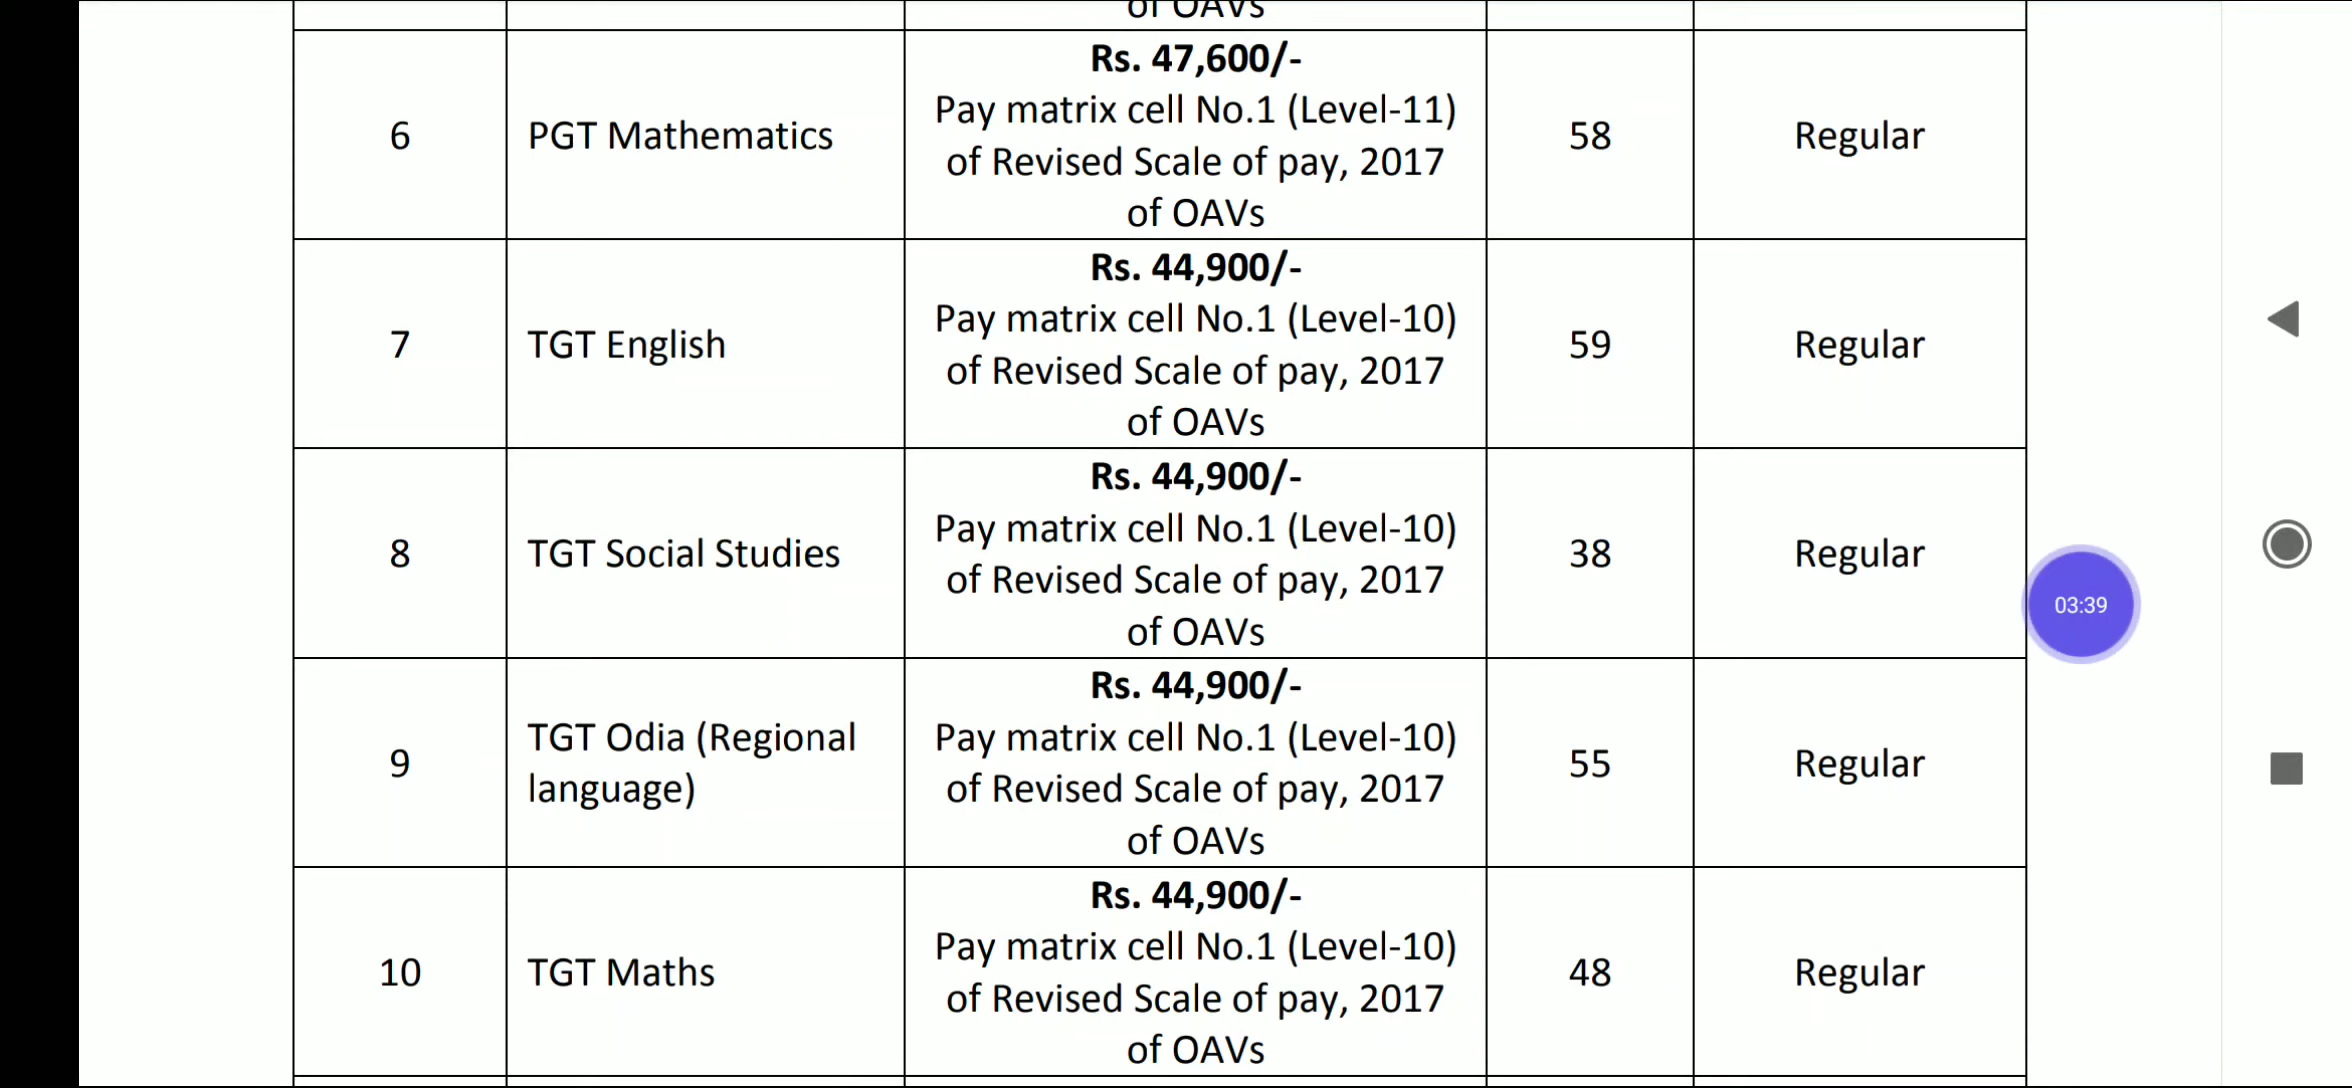 of OAVs
6
PGT Mathematics
Rs. 47,600/-
Pay matrix cell No.1 (Level-11)
of Revised Scale of pay, 2017
of OAVs
58
Regular
7
TGT English
Rs. 44,900/-
Pay matrix cell No.1 (Level-10)
of Revised Scale of pay, 2017
of OAVs
59
Regular
8
TGT Social Studies
Rs. 44,900/-
Pay matrix cell No.1 (Level-10)
of Revised Scale of pay, 2017
of OAVs
38
Regular
03:39
9
TGT Odia (Regional
language)
Rs. 44,900/-
Pay matrix cell No.1 (Level-10)
of Revised Scale of pay, 2017
of OAVs
55
Regular
10
TGT Maths
Rs. 44,900/-
Pay matrix cell No.1 (Level-10)
of Revised Scale of pay, 2017
of OAVs
48
Regular